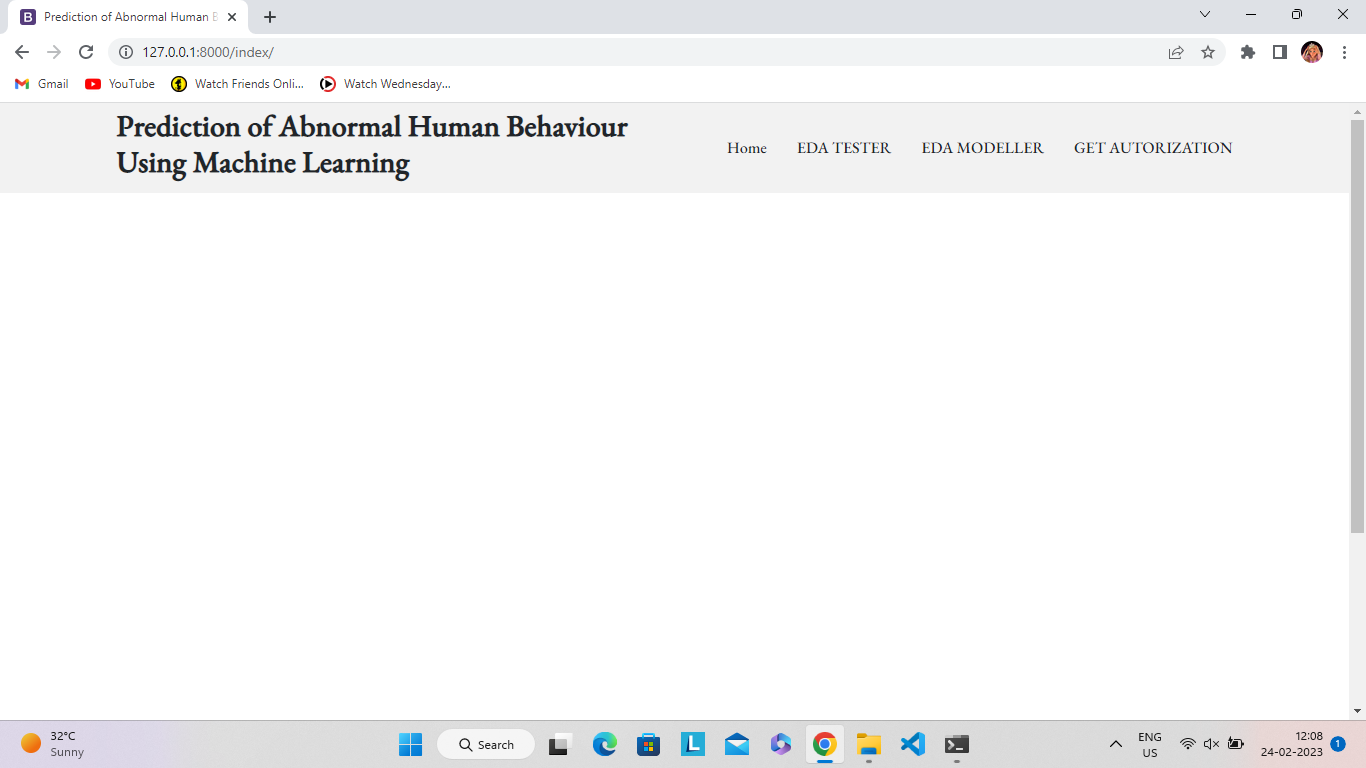 Prediction of Abnormal Human B
127.0.0.1:8000/index/
Gmail YouTube Watch Friends Onli... Watch Wednesday...
Prediction of Abnormal Human Behaviour
Using Machine Learning
Home EDA TESTER EDA MODELLER GET AUTORIZATION
32°C
Sunny
Search
ENG
US
12:08
24-02-2023
1